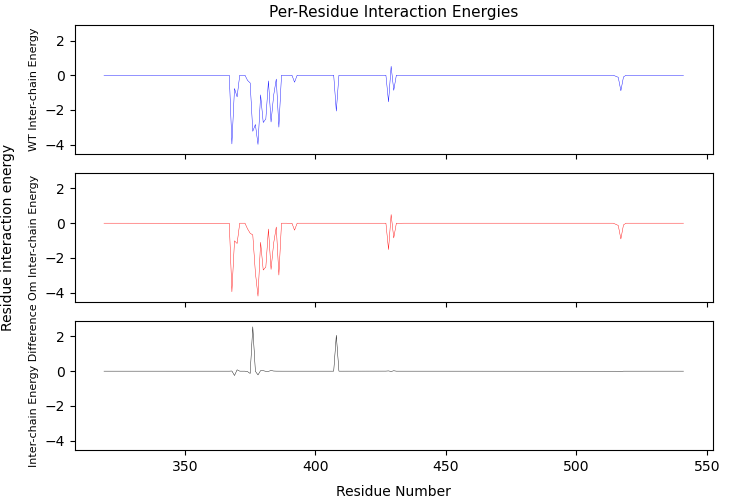 Per-Residue Interaction Energies
Residue interaction energy
WT Inter-chain Energy
2
0
−2
−4
Om Inter-chain Energy
2
0
−2
−4
Inter-chain Energy Difference
2
0
−2
−4
350
400
450
500
550
Residue Number